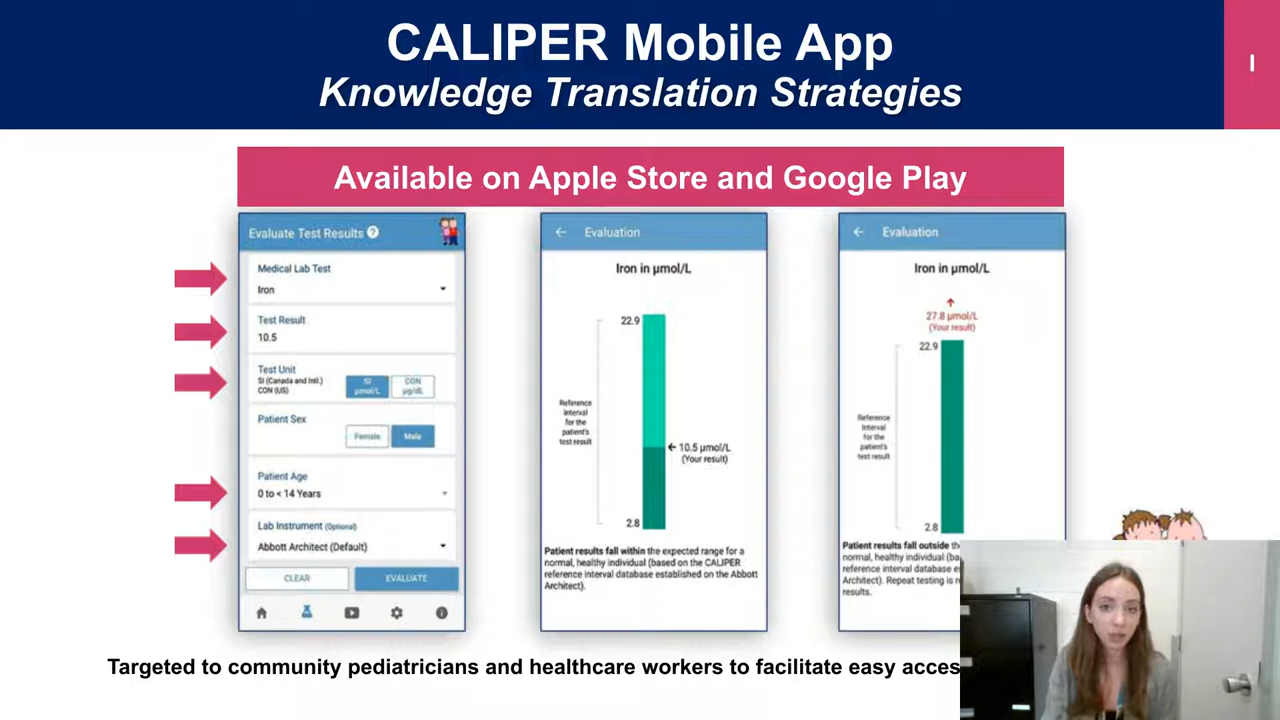 CALIPER Mobile App
Knowledge Translation Strategies
Available on Apple Store and Google Play
Evaluate Test Results ?
Medical Lab Test
Iron
Test Result
10.5
Test Unit
SI (Canada and Intl.)
CON (US)
SI
µmol/L
CON
µg/dL
Patient Sex
Female
Male
Patient Age
0 to < 14 Years
Lab Instrument (Optional)
Abbott Architect (Default)
CLEAR
EVALUATE
Evaluation
Iron in µmol/L
22.9
Reference
Interval
for the
patient's
test result
10.5 µmol/L
(Your result)
2.8
Patient results fall within the expected range for a
normal, healthy individual (based on the CALIPER
reference interval database established on the Abbott
Architect).
Evaluation
Iron in µmol/L
27.8 µmol/L
(Your result)
22.9
Reference
Interval
for the
patient's
test result
2.8
Patient results fall outside
normal, healthy individual
reference interval database
Architect). Repeat testing is
results.
Targeted to community pediatricians and healthcare workers to facilitate easy